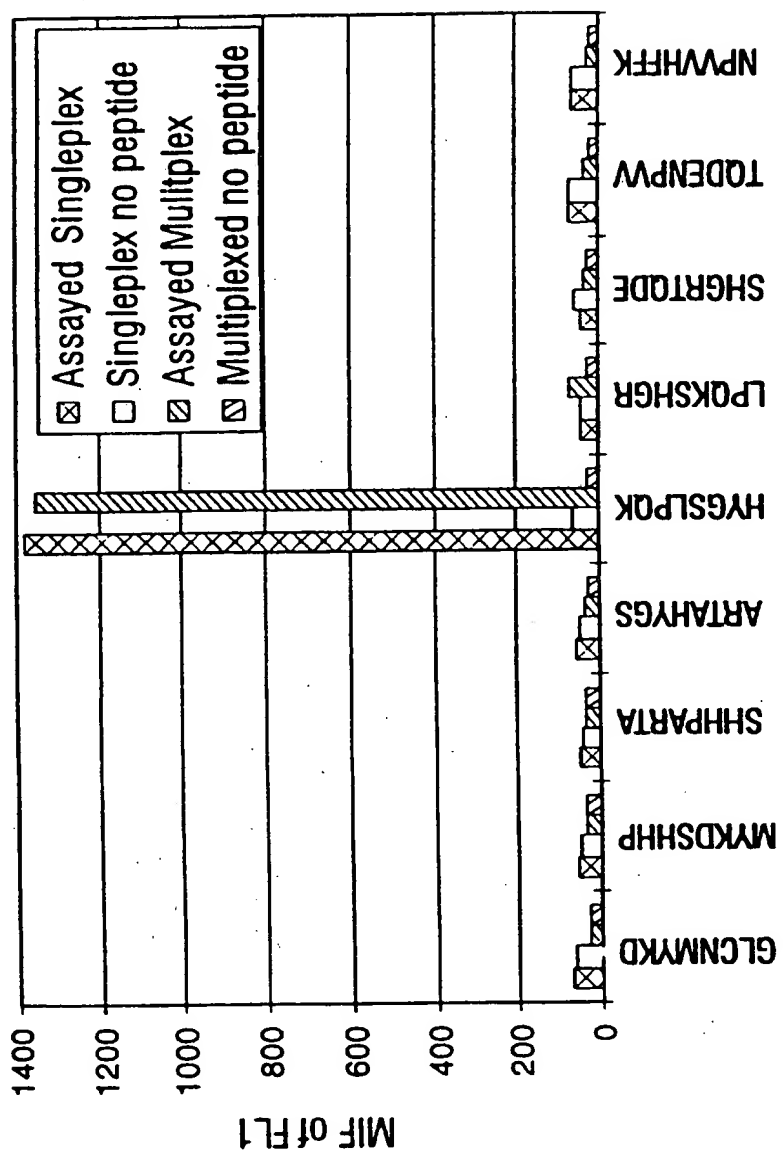 MIF of FL1
1400
1200
1000
800
600
400
200
0
Assayed Singleplex
Singleplex no peptide
Assayed Mulitplex
Multiplexed no peptide
GLCNMYKD
MYKDSHHP
SHHPARTA
ARTAHYGS
HYGSLPQK
LPQKSHGR
SHGRTQDE
TQDENPVV
NPVVHFFK